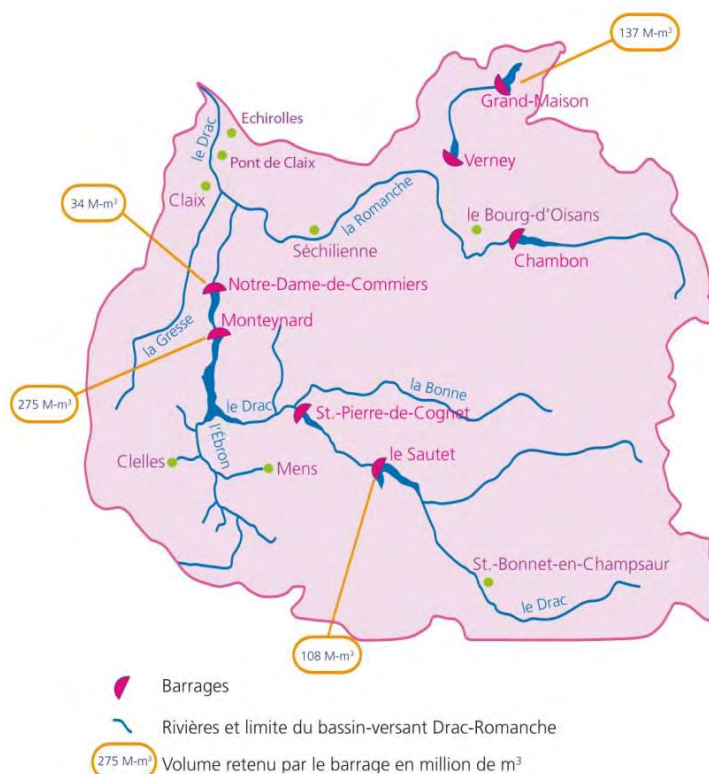 137 M-m³
Grand-Maison
Echirolles
le Drac
Pont de Claix
Verney
Claix
34 M-m³
la Romanche
le Bourg-d'Oisans
Séchilienne
Chambon
Notre-Dame-de-Commiers
la Gresse
Monteynard
275 M-m³
la Bonne
le Drac
St.-Pierre-de-Cognet
l'Ébron
Clelles
Mens
le Sautet
St.-Bonnet-en-Champsaur
le Drac
108 M-m³
Barrages
Rivières et limite du bassin-versant Drac-Romanche
275 M-m³ Volume retenu par le barrage en million de m³